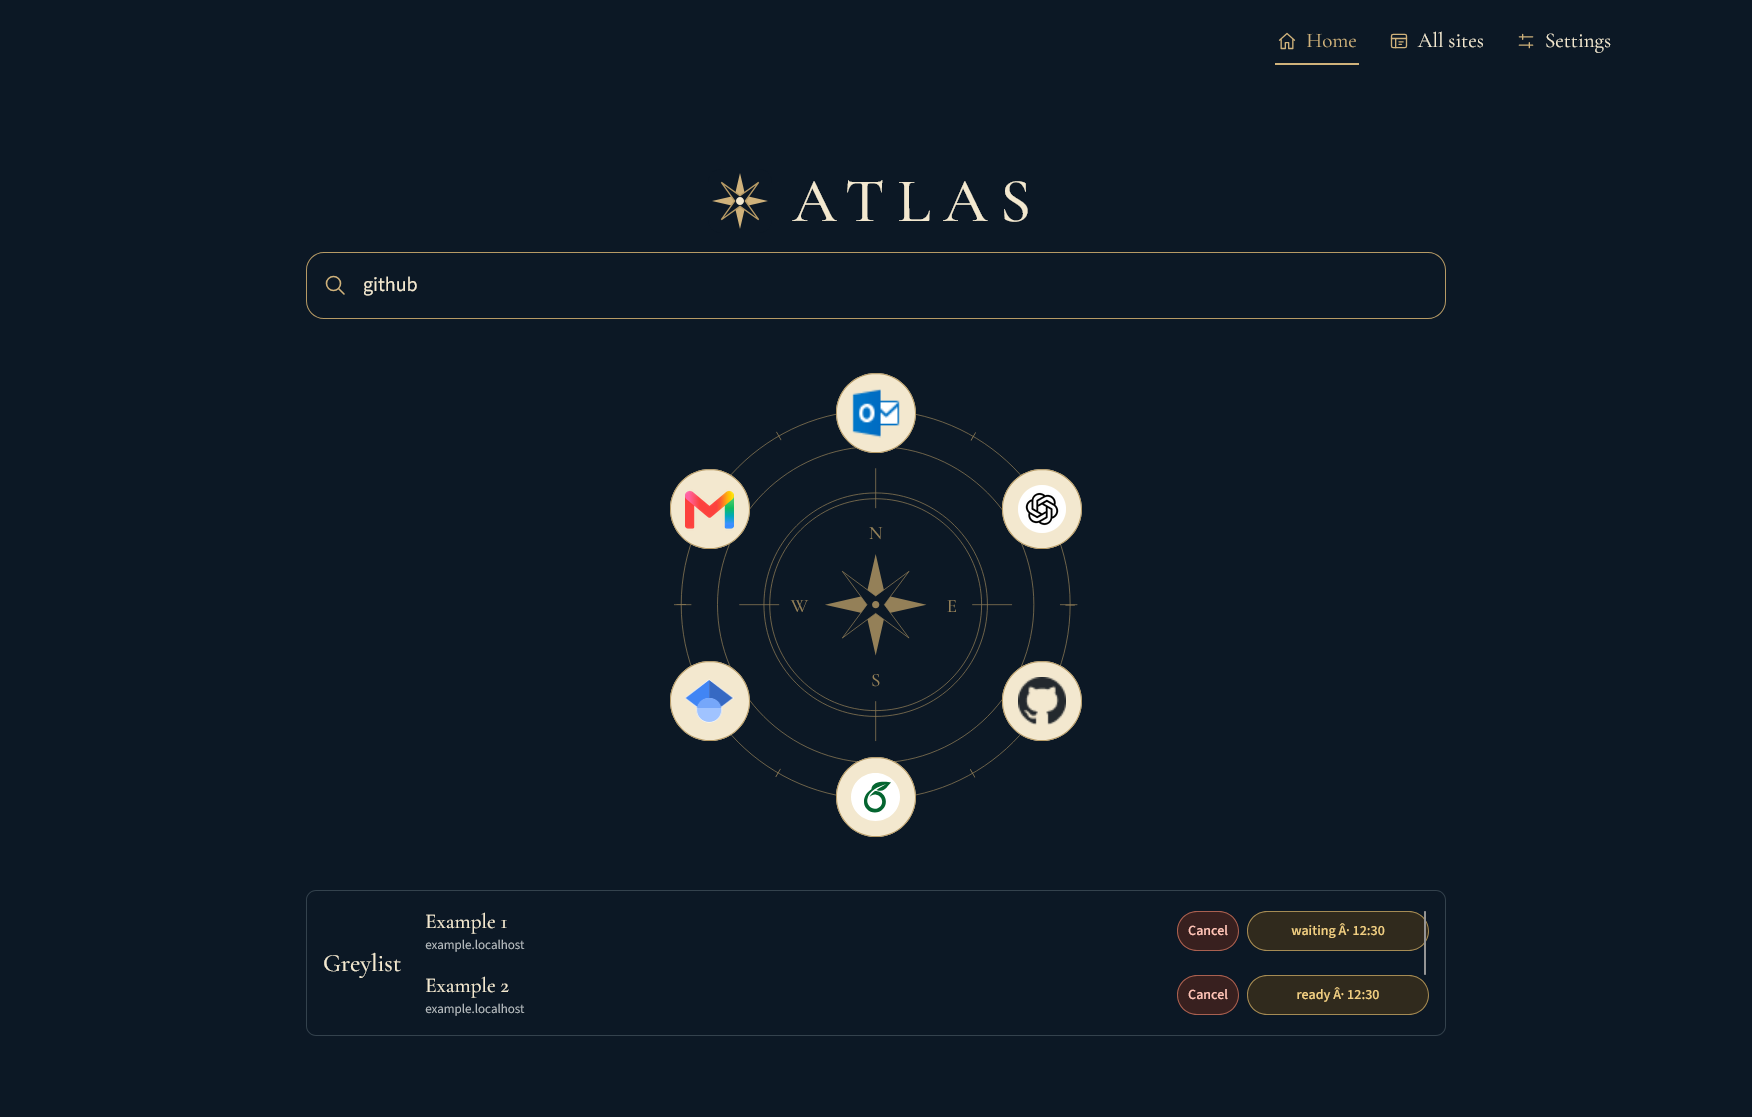 Home
All sites
Settings
ATLAS
github
N
W
E
S
Greylist
Example 1
example.localhost
Cancel
waiting Â· 12:30
Example 2
example.localhost
Cancel
ready Â· 12:30